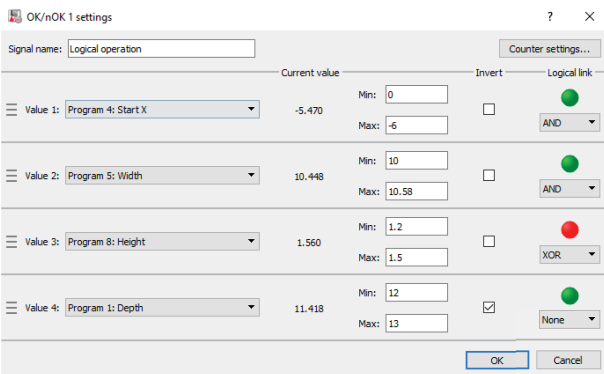 OK/nOK 1 settings
Signal name: Logical operation Counter settings...
Current value Invert Logical link
Value 1: Program 4: Start X -5.470 Min: 0 Max: -6 AND
Value 2: Program 5: Width 10.448 Min: 10 Max: 10.58 AND
Value 3: Program 8: Height 1.560 Min: 1.2 Max: 1.5 XOR
Value 4: Program 1: Depth 11.418 Min: 12 Max: 13 None
OK Cancel